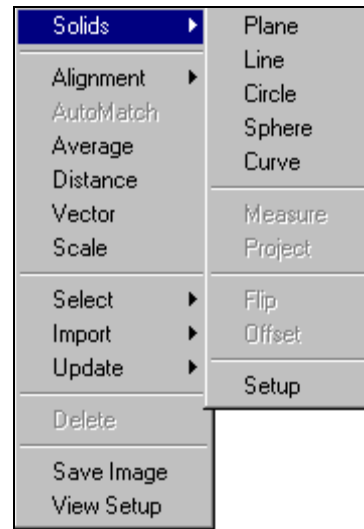 Solids
Alignment
AutoMatch
Average
Distance
Vector
Scale
Select
Import
Update
Delete
Save Image
View Setup
Plane
Line
Circle
Sphere
Curve
Measure
Project
Flip
Offset
Setup